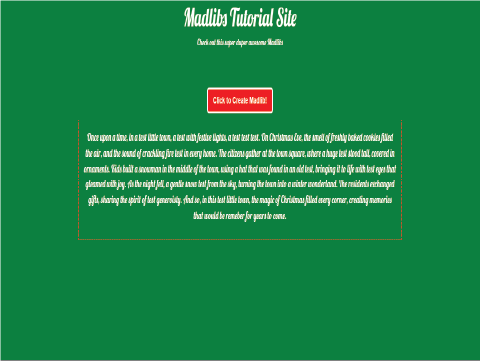 Madlibs Tutorial Site
Check out this super duper awesome Madlibs
Click to Create Madlib!
Once upon a time, in a test little town, a test with festive lights, a test test test. On Christmas Eve, the smell of freshly baked cookies filled
the air, and the sound of crackling fire test in every home. The citizens gather at the town square, where a huge test stood tall, covered in
ornaments. Kids built a snowman in the middle of the town, using a hat that was found in an old test, bringing it to life with test eyes that
gleamed with joy. As the night fell, a gentle snow test from the sky, turning the town into a winter wonderland. The residents exchanged
gifts, sharing the spirit of test generosisty. And so, in this test little town, the magic of Christmas filled every corner, creating memories
that would be remeber for years to come.